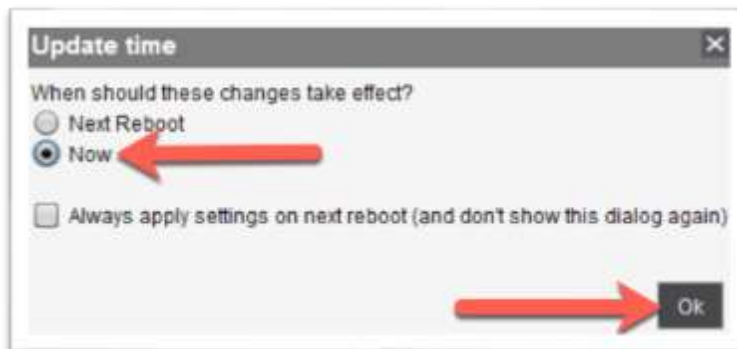 Update time
When should these changes take effect?
Next Reboot
Now
Always apply settings on next reboot (and don't show this dialog again)
Ok